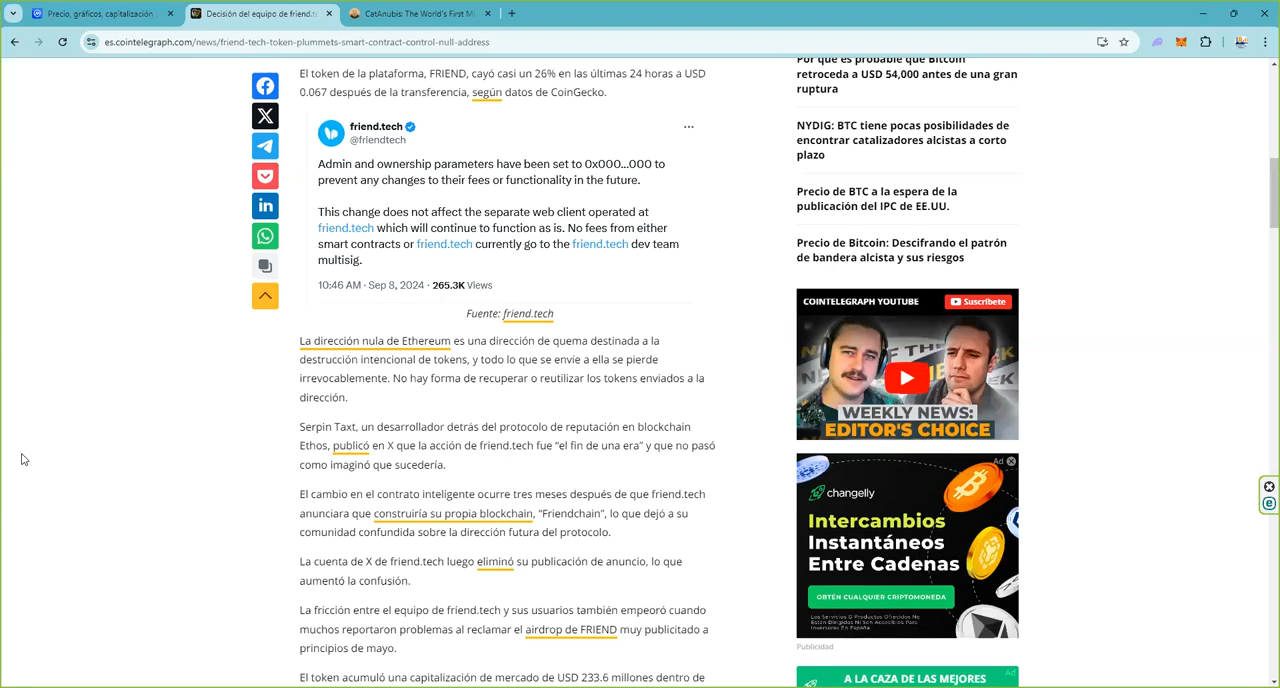 Precio, gráficos, capitalización
Decisión del equipo de friend.t
CatAnubis: The World's First M
es.cointelegraph.com/news/friend-tech-token-plummets-smart-contract-control-null-address
El token de la plataforma, FRIEND, cayó casi un 26% en las últimas 24 horas a USD
0.067 después de la transferencia, según datos de CoinGecko.
friend.tech
@friendtech
Admin and ownership parameters have been set to 0x000...000 to
prevent any changes to their fees or functionality in the future.
This change does not affect the separate web client operated at
friend.tech which will continue to function as is. No fees from either
smart contracts or friend.tech currently go to the friend.tech dev team
multisig.
10:46 AM · Sep 8, 2024 · 265.3K Views
Fuente: friend.tech
La dirección nula de Ethereum es una dirección de quema destinada a la
destrucción intencional de tokens, y todo lo que se envíe a ella se pierde
irrevocablemente. No hay forma de recuperar o reutilizar los tokens enviados a la
dirección.
Serpin Taxt, un desarrollador detrás del protocolo de reputación en blockchain
Ethos, publicó en X que la acción de friend.tech fue “el fin de una era” y que no pasó
como imaginó que sucedería.
El cambio en el contrato inteligente ocurre tres meses después de que friend.tech
anunciara que construiría su propia blockchain, “Friendchain”, lo que dejó a su
comunidad confundida sobre la dirección futura del protocolo.
La cuenta de X de friend.tech luego eliminó su publicación de anuncio, lo que
aumentó la confusión.
La fricción entre el equipo de friend.tech y sus usuarios también empeoró cuando
muchos reportaron problemas al reclamar el airdrop de FRIEND muy publicitado a
principios de mayo.
El token acumuló una capitalización de mercado de USD 233.6 millones dentro de
Por qué es probable que Bitcoin
retroceda a USD 54,000 antes de una gran
ruptura
NYDIG: BTC tiene pocas posibilidades de
encontrar catalizadores alcistas a corto
plazo
Precio de BTC a la espera de la
publicación del IPC de EE.UU.
Precio de Bitcoin: Descifrando el patrón
de bandera alcista y sus riesgos
COINTELEGRAPH YOUTUBE
Suscríbete
WEEKLY NEWS:
EDITOR'S CHOICE
Ad
changelly
Intercambios
Instantáneos
Entre Cadenas
OBTÉN CUALQUIER CRIPTOMONEDA
Los Servicios O Productos Ofrecidos No
Están Dirigidos Ni Son Accesibles Para
Inversores En España
Publicidad
Ad
A LA CAZA DE LAS MEJORES